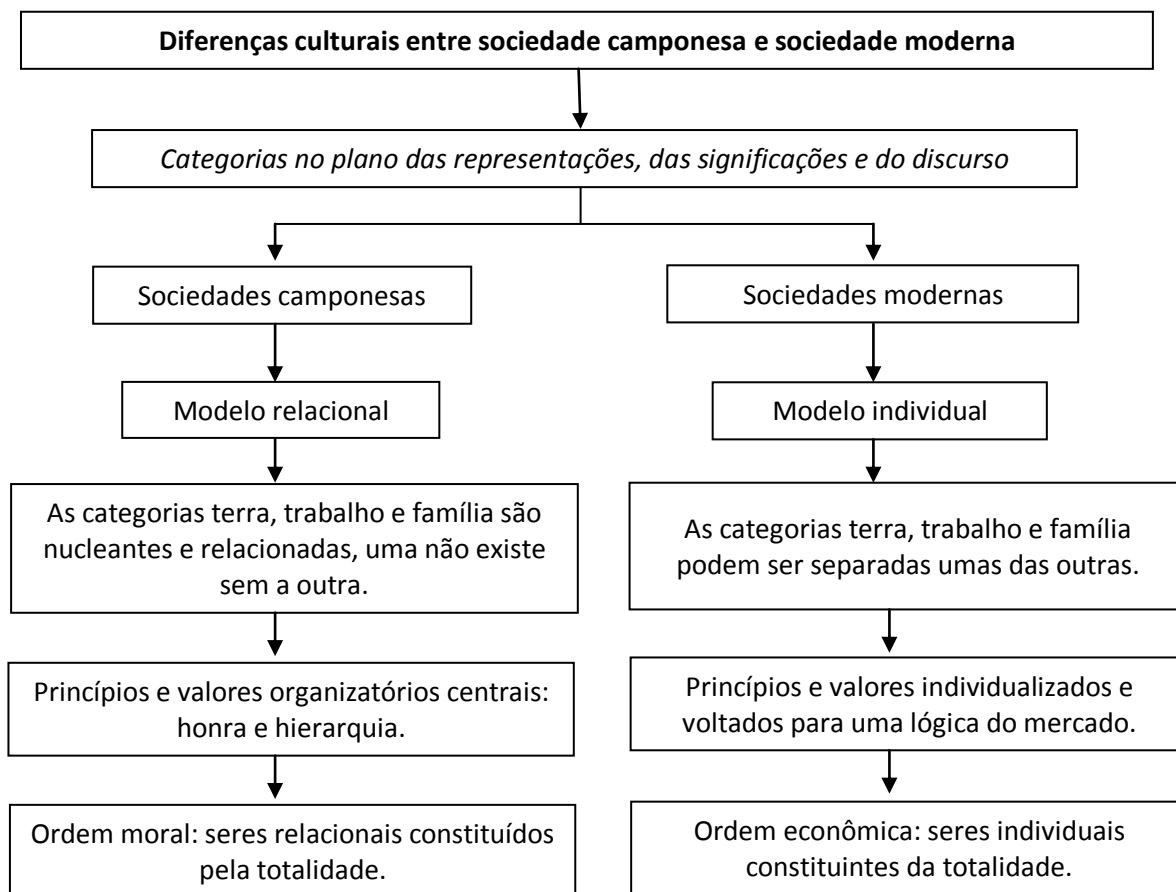 Diferenças culturais entre sociedade camponesa e sociedade moderna
Categorias no plano das representações, das significações e do discurso
Sociedades camponesas
Sociedades modernas
Modelo relacional
Modelo individual
As categorias terra, trabalho e família são
nucleantes e relacionadas, uma não existe
sem a outra.
As categorias terra, trabalho e família
podem ser separadas umas das outras.
Princípios e valores organizatórios centrais:
honra e hierarquia.
Princípios e valores individualizados e
voltados para uma lógica do mercado.
Ordem moral: seres relacionais constituídos
pela totalidade.
Ordem econômica: seres individuais
constituintes da totalidade.